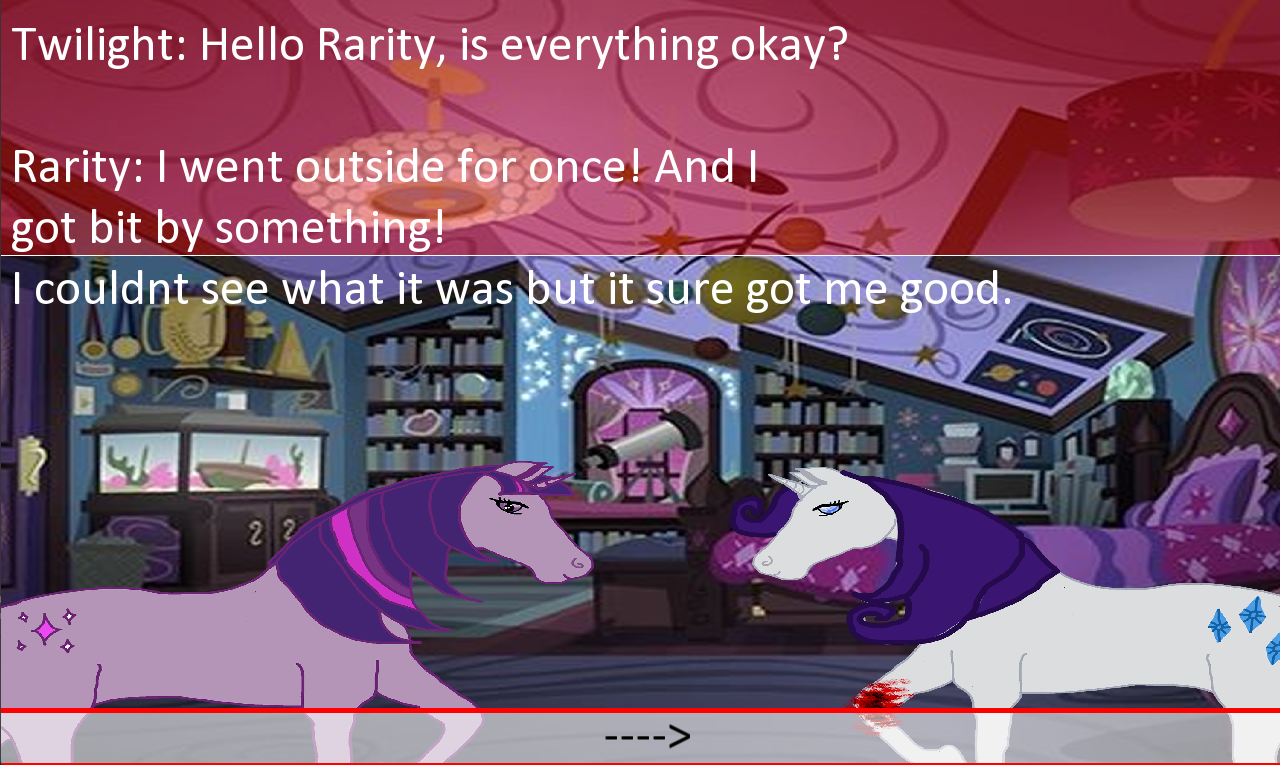 Twilight: Hello Rarity, is everything okay?
Rarity: I went outside for once! And I
got bit by something!
I couldnt see what it was but it sure got me good.
---->